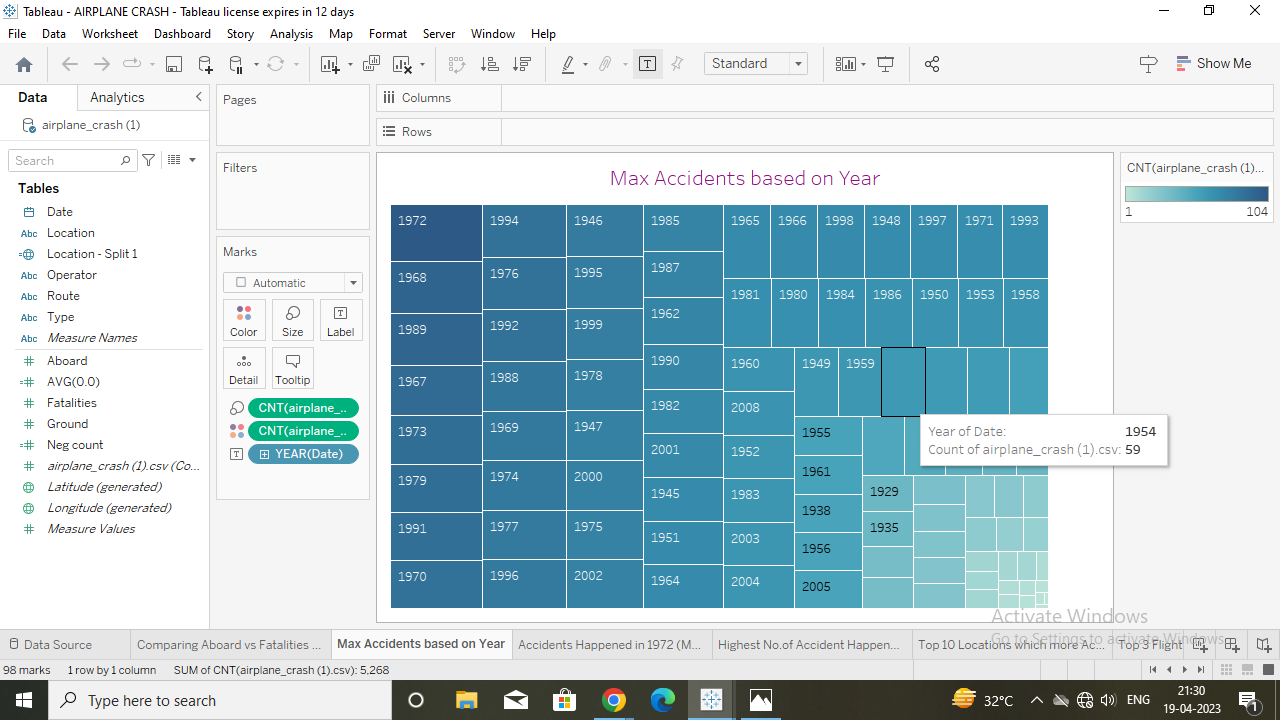 Tableau - AIRPLANE CRASH - Tableau license expires in 12 days
File Data Worksheet Dashboard Story Analysis Map Format Server Window Help
Standard
Show Me
Data Analytics
airplane_crash (1)
Search
Tables
Date
Abc Location
Location - Split 1
Abc Operator
Abc Route
Abc Type
Abc Measure Names
Aboard
AVG(0.0)
Fatalities
Ground
Neg count
airplane_crash (1).csv (Co...
Latitude (generated)
Longitude (generated)
Measure Values
Pages
Filters
Marks
Automatic
Color Size Label
Detail Tooltip
CNT(airplane_..
CNT(airplane_..
YEAR(Date)
Columns
Rows
Max Accidents based on Year
1972 1994 1946 1985 1965 1966 1998 1948 1997 1971 1993
1968 1976 1995 1987 1981 1980 1984 1986 1950 1953 1958
1989 1992 1999 1962
1967 1988 1978 1990 1960 1949 1959
1973 1969 1947 1982 2008 1955
1979 1974 2000 2001 1952 1961
1991 1977 1975 1945 1983 1938 1929
1970 1996 2002 1951 2003 1956 1935
1964 2004 2005
Year of Date: 1954
Count of airplane_crash (1).csv: 59
CNT(airplane_crash (1)...
1 104
Activate Windows
Go to Settings to activate Windows.
Data Source Comparing Aboard vs Fatalities ... Max Accidents based on Year Accidents Happened in 1972 (M... Highest No.of Accident Happen... Top 10 Locations which more Ac... Top 3 Flight
98 marks 1 row by 1 column SUM of CNT(airplane_crash (1).csv): 5,268
Type here to search
32°C
ENG
21:30
19-04-2023
1